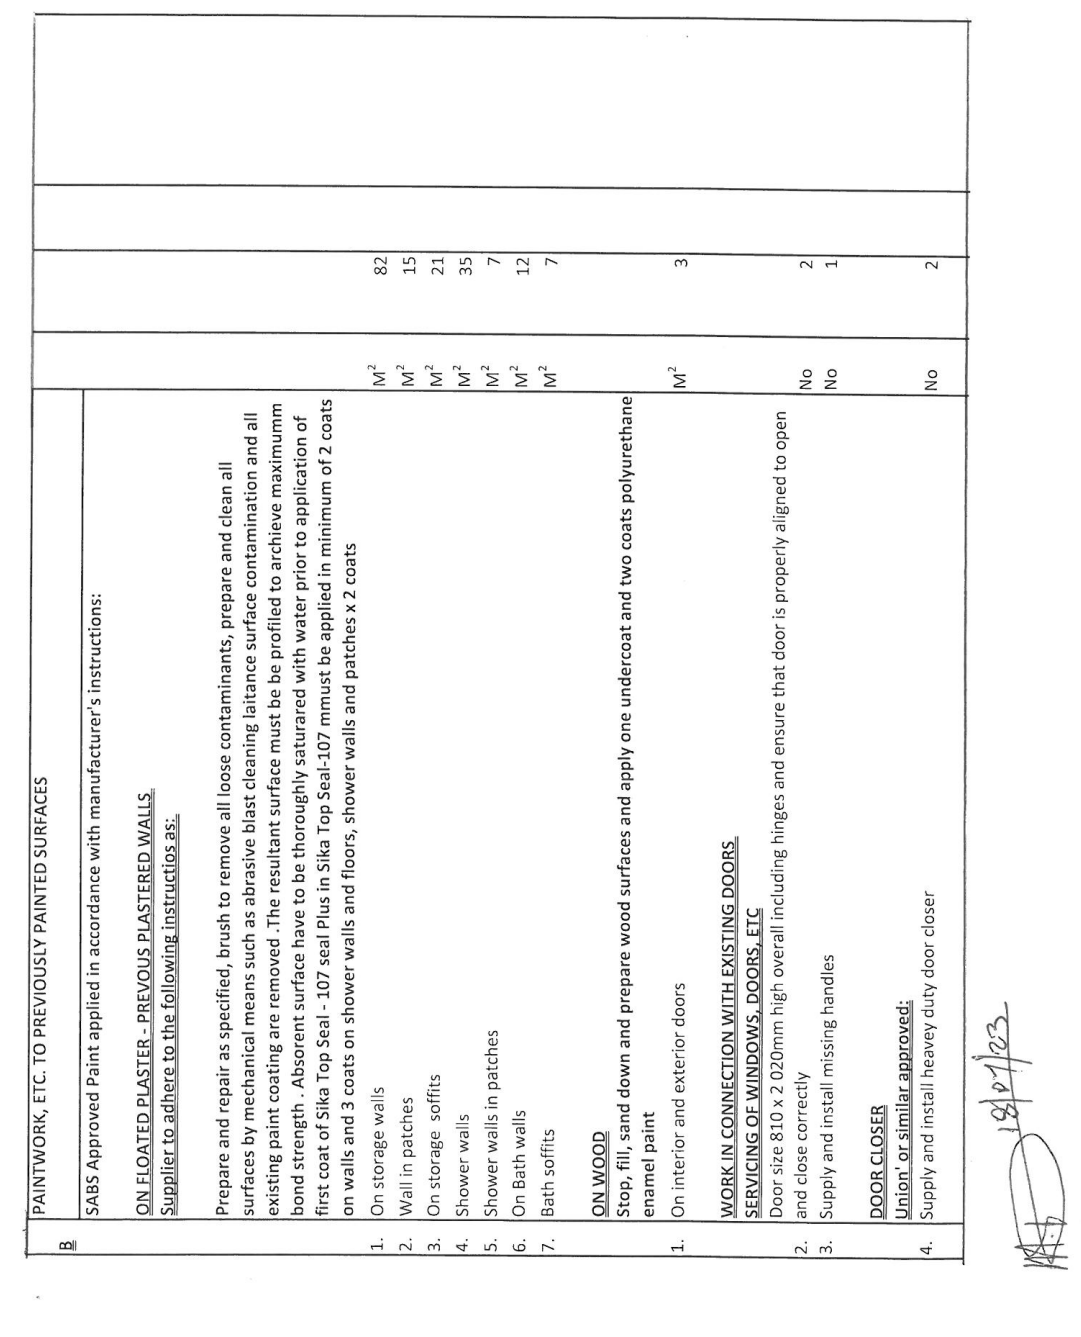 B PAINTWORK, ETC. TO PREVIOUSLY PAINTED SURFACES
SABS Approved Paint applied in accordance with manufacturer's instructions:
ON FLOATED PLASTER - PREVOUS PLASTERED WALLS
Supplier to adhere to the following instructios as:
Prepare and repair as specified, brush to remove all loose contaminants, prepare and clean all
surfaces by mechanical means such as abrasive blast cleaning laitance surface contamination and all
existing paint coating are removed .The resultant surface must be be profiled to archieve maximumm
bond strength . Absorent surface have to be thoroughly saturared with water prior to application of
first coat of Sika Top Seal - 107 seal Plus in Sika Top Seal-107 mmust be applied in minimum of 2 coats
on walls and 3 coats on shower walls and floors, shower walls and patches x 2 coats
1. On storage walls M² 82
2. Wall in patches M² 15
3. On storage soffits M² 21
4. Shower walls M² 35
5. Shower walls in patches M² 7
6. On Bath walls M² 12
7. Bath soffits M² 7
ON WOOD
Stop, fill, sand down and prepare wood surfaces and apply one undercoat and two coats polyurethane
enamel paint
1. On interior and exterior doors M² 3
WORK IN CONNECTION WITH EXISTING DOORS
SERVICING OF WINDOWS, DOORS, ETC
Door size 810 x 2 020mm high overall including hinges and ensure that door is properly aligned to open
2. and close correctly No 2
3. Supply and install missing handles No 1
DOOR CLOSER
Union' or similar approved:
4. Supply and install heavey duty door closer No 2
18/07/23